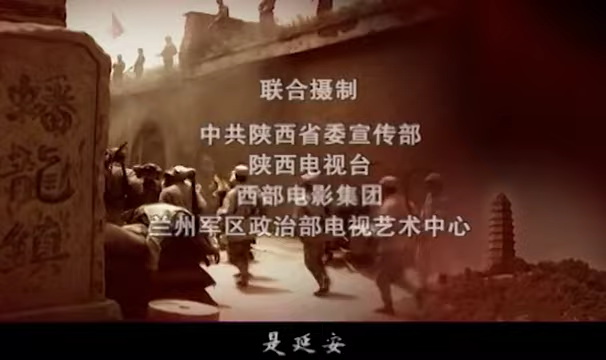 联合摄制
中共陕西省委宣传部
陕西电视台
西部电影集团
兰州军区政治部电视艺术中心
蟠龍鎮
是延安